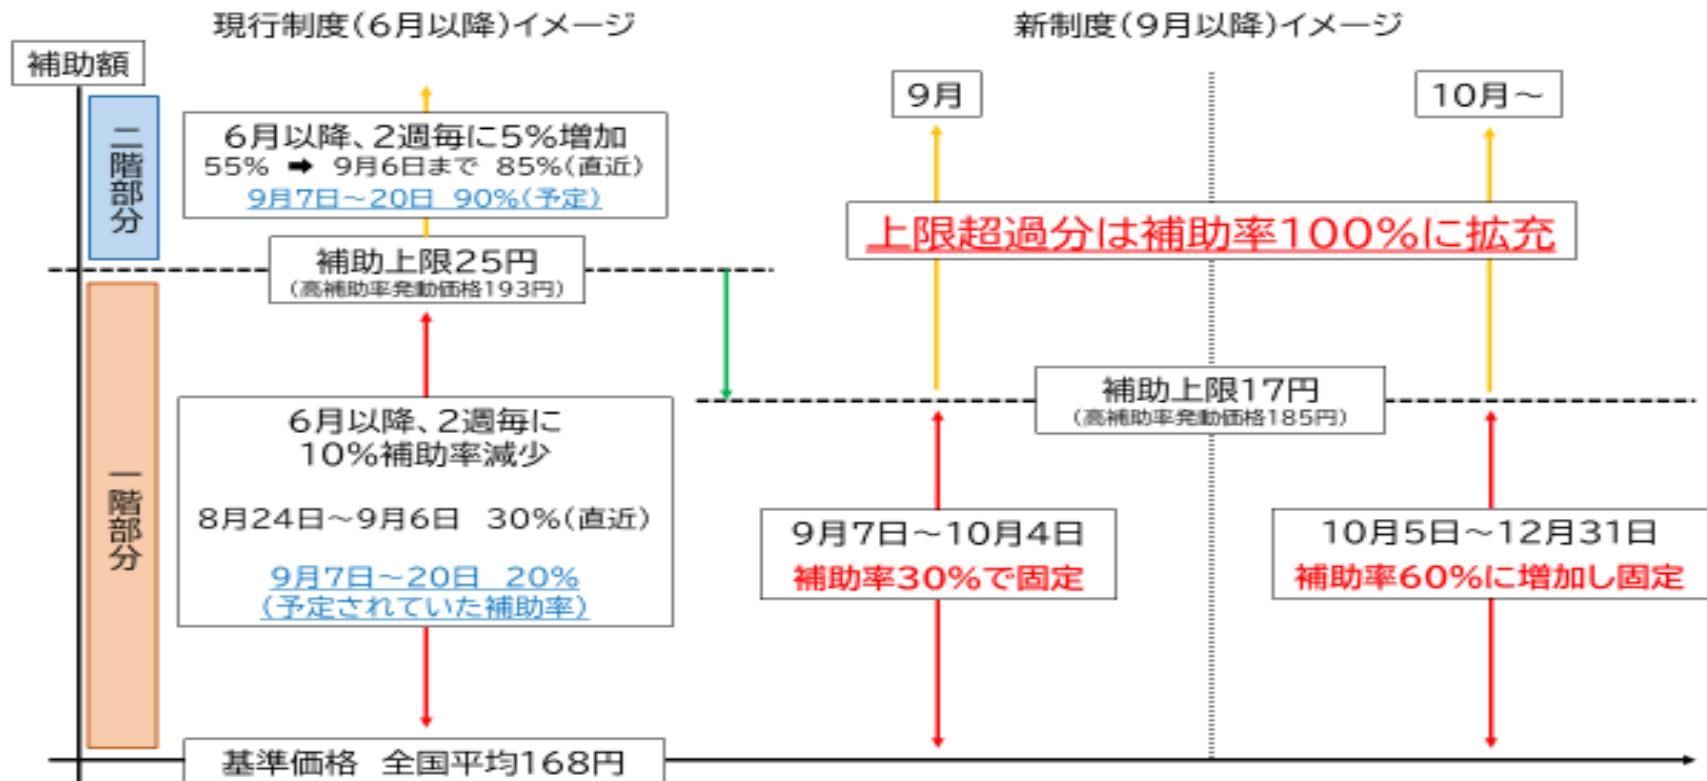 現行制度(6月以降)イメージ
新制度(9月以降)イメージ
補助額
二階部分
6月以降、2週毎に5%増加
55% ➡ 9月6日まで 85%(直近)
9月7日～20日 90%(予定)
9月
10月～
上限超過分は補助率100%に拡充
補助上限25円
(高補助率発動価格193円)
補助上限17円
(高補助率発動価格185円)
一階部分
6月以降、2週毎に
10%補助率減少
8月24日～9月6日 30%(直近)
9月7日～20日 20%
(予定されていた補助率)
9月7日～10月4日
補助率30%で固定
10月5日～12月31日
補助率60%に増加し固定
基準価格 全国平均168円